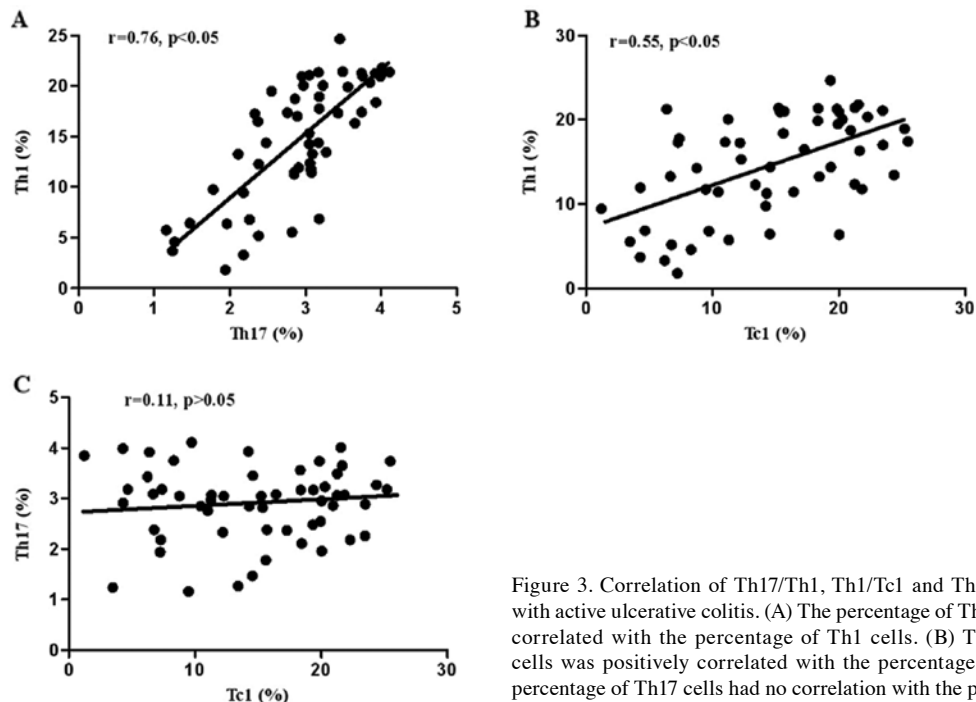 A
r=0.76, p<0.05
Th1 (%)
25
20
15
10
5
0
0 1 2 3 4 5
Th17 (%)
B
r=0.55, p<0.05
Th1 (%)
30
20
10
0
0 10 20 30
Tc1 (%)
C
r=0.11, p>0.05
Th17 (%)
5
4
3
2
1
0
0 10 20 30
Tc1 (%)
Figure 3. Correlation of Th17/Th1, Th1/Tc1 and Th
with active ulcerative colitis. (A) The percentage of Th
correlated with the percentage of Th1 cells. (B) T
cells was positively correlated with the percentage
percentage of Th17 cells had no correlation with the p